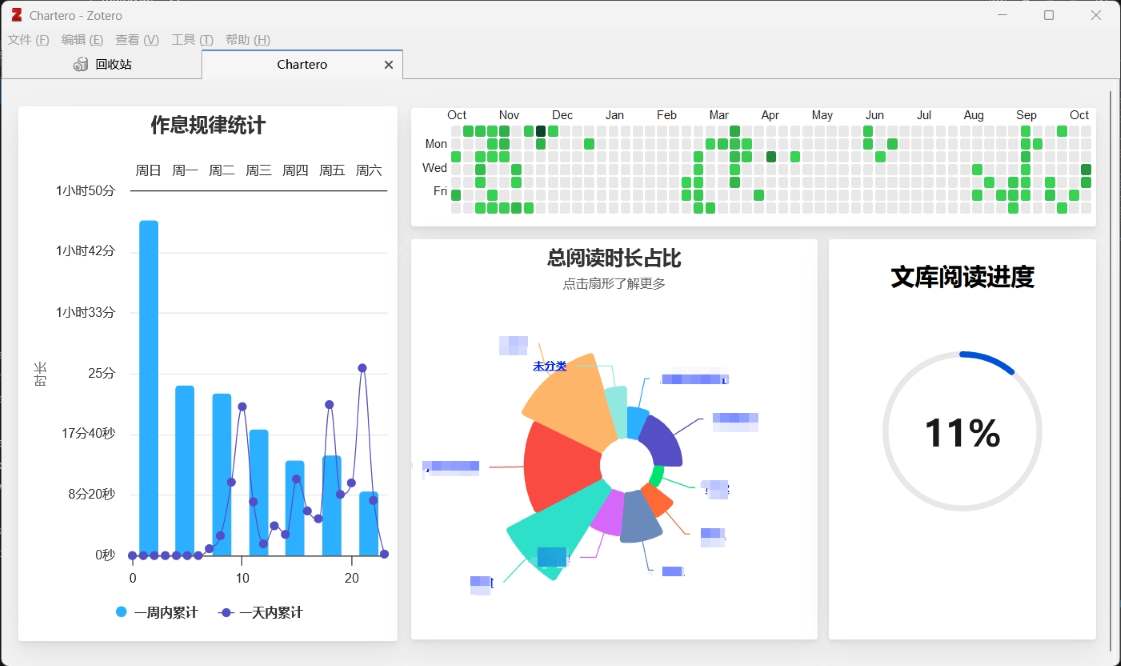 Chartero - Zotero
文件 (F) 编辑 (E) 查看 (V) 工具 (T) 帮助 (H)
回收站
Chartero
作息规律统计
周日 周一 周二 周三 周四 周五 周六
1小时50分
1小时42分
1小时33分
25分
17分40秒
8分20秒
0秒
时长
0 10 20
一周内累计 一天内累计
Oct Nov Dec Jan Feb Mar Apr May Jun Jul Aug Sep Oct
Mon
Wed
Fri
总阅读时长占比
点击扇形了解更多
未分类
文库阅读进度
11%